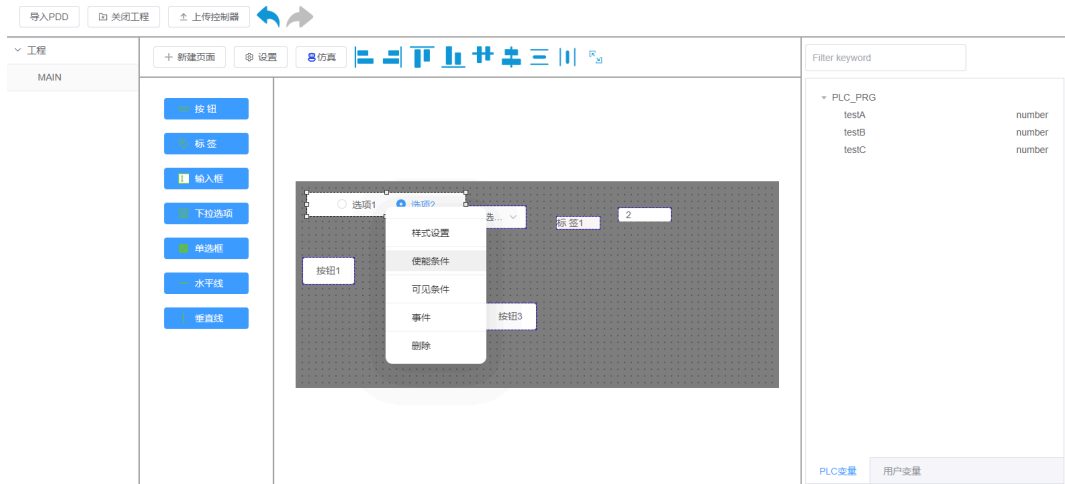 导入PDD
关闭工程
上传控制器
工程
MAIN
新建页面
设置
仿真
Filter keyword
PLC_PRG
testA number
testB number
testC number
按 钮
标 签
输入框
下拉选项
单选框
水平线
垂直线
选项1
选项2
选...
标 签1
2
按钮1
按钮3
样式设置
使能条件
可见条件
事件
删除
PLC变量
用户变量